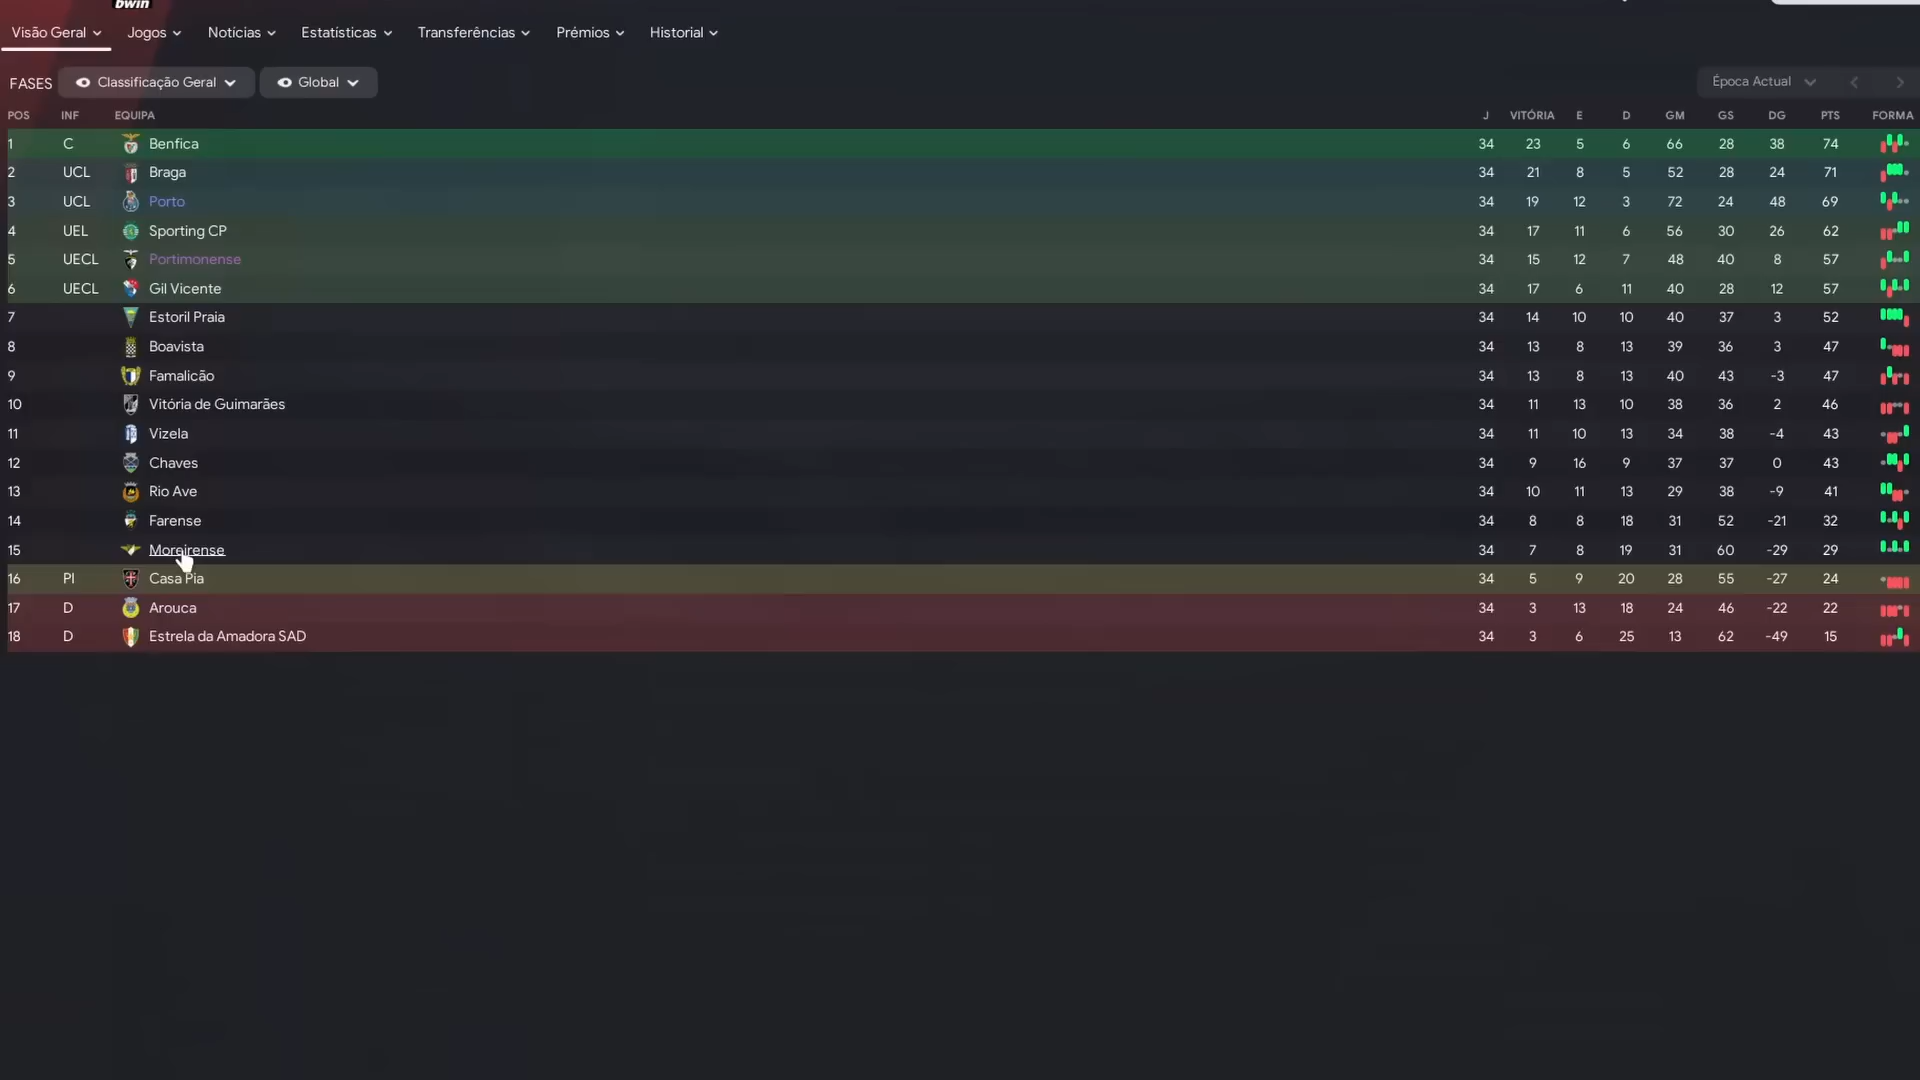 bwin
Visão Geral Jogos Notícias Estatísticas Transferências Prémios Historial
FASES Classificação Geral Global Época Actual
POS INF EQUIPA J VITÓRIA E D GM GS DG PTS FORMA
1 C Benfica 34 23 5 6 66 28 38 74
2 UCL Braga 34 21 8 5 52 28 24 71
3 UCL Porto 34 19 12 3 72 24 48 69
4 UEL Sporting CP 34 17 11 6 56 30 26 62
5 UECL Portimonense 34 15 12 7 48 40 8 57
6 UECL Gil Vicente 34 17 6 11 40 28 12 57
7 Estoril Praia 34 14 10 10 40 37 3 52
8 Boavista 34 13 8 13 39 36 3 47
9 Famalicão 34 13 8 13 40 43 -3 47
10 Vitória de Guimarães 34 11 13 10 38 36 2 46
11 Vizela 34 11 10 13 34 38 -4 43
12 Chaves 34 9 16 9 37 37 0 43
13 Rio Ave 34 10 11 13 29 38 -9 41
14 Farense 34 8 8 18 31 52 -21 32
15 Moreirense 34 7 8 19 31 60 -29 29
16 PI Casa Pia 34 5 9 20 28 55 -27 24
17 D Arouca 34 3 13 18 24 46 -22 22
18 D Estrela da Amadora SAD 34 3 6 25 13 62 -49 15